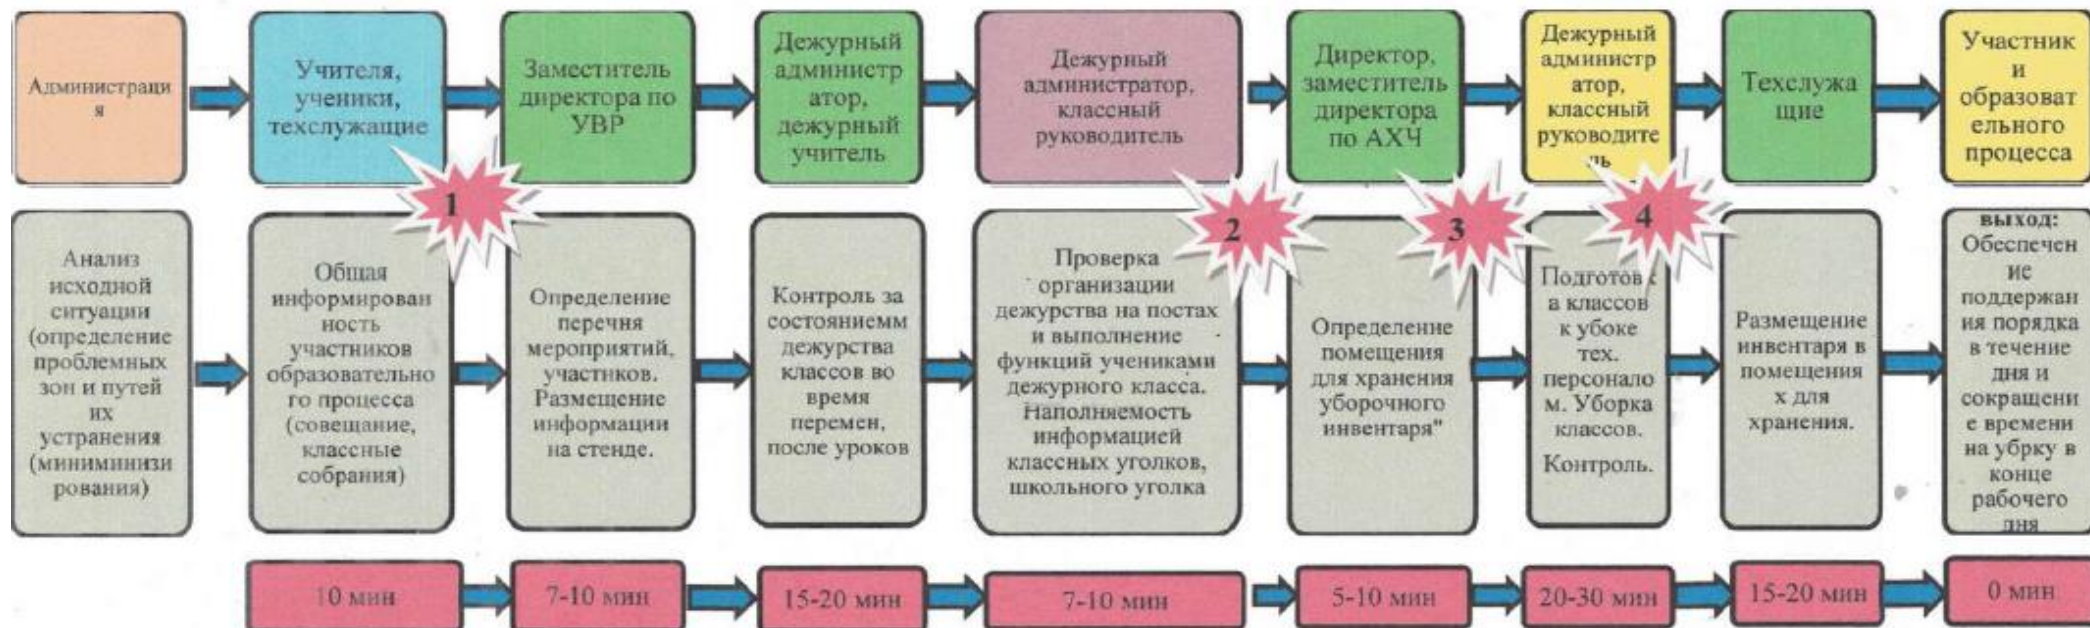 Администраци
я
Учителя,
ученики,
техслужащие
Заместитель
директора по
УВР
Дежурный
администр
атор,
дежурный
учитель
Дежурный
администратор,
классный
руководитель
Директор,
заместитель
директора
по АХЧ
Дежурный
администр
атор,
классный
руководите
ль
Техслужа
щие
Участник
и
образоват
ельного
процесса
1
2
3
4
Анализ
исходной
ситуации
(определение
проблемных
зон и путей
их
устранения
(миниминизи
рования)
Общая
информирован
ность
участников
образовательно
го процесса
(совещание,
классные
собрания)
Определение
перечня
мероприятий,
участников.
Размещение
информации
на стенде.
Контроль за
состояниемм
дежурства
классов во
время
перемен,
после уроков
Проверка
организации
дежурства на постах
и выполнение
функций учениками
дежурного класса.
Наполняемость
информацией
классных уголков,
школьного уголка
Определение
помещения
для хранения
уборочного
инвентаря"
Подготовк
а классов
к убоке
тех.
персонало
м. Уборка
классов.
Контроль.
Размещение
инвентаря в
помещения
х для
хранения.
выход:
Обеспечен
ие
поддержан
ия порядка
в течение
дня и
сокращени
е времени
на убрку в
конце
рабочего
дня
10 мин
7-10 мин
15-20 мин
7-10 мин
5-10 мин
20-30 мин
15-20 мин
0 мин